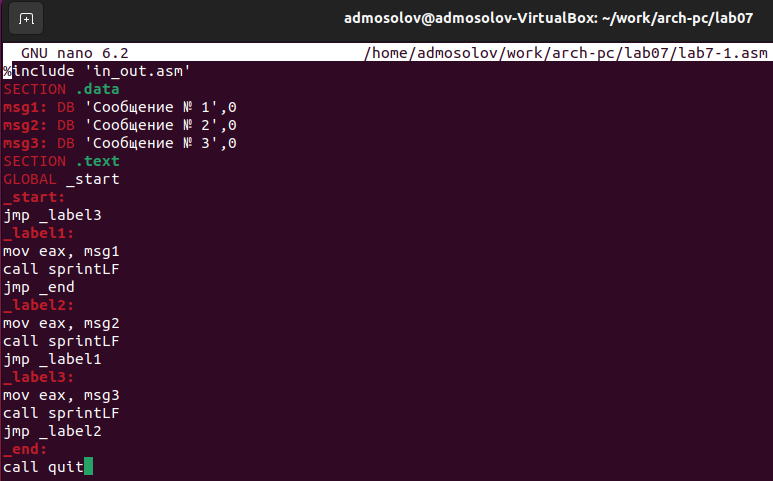 admosolov@admosolov-VirtualBox: ~/work/arch-pc/lab07
GNU nano 6.2 /home/admosolov/work/arch-pc/lab07/lab7-1.asm
%include 'in_out.asm'
SECTION .data
msg1: DB 'Сообщение № 1',0
msg2: DB 'Сообщение № 2',0
msg3: DB 'Сообщение № 3',0
SECTION .text
GLOBAL _start
_start:
jmp _label3
_label1:
mov eax, msg1
call sprintLF
jmp _end
_label2:
mov eax, msg2
call sprintLF
jmp _label1
_label3:
mov eax, msg3
call sprintLF
jmp _label2
_end:
call quit